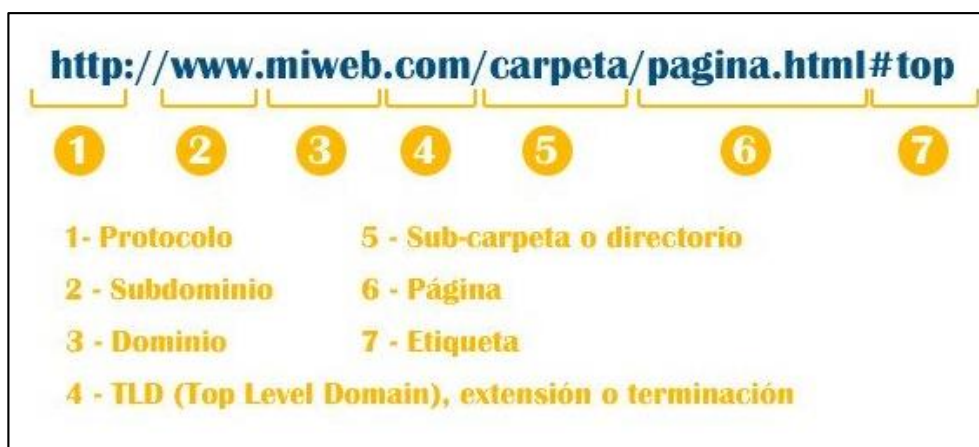 http://www.miweb.com/carpeta/pagina.html#top
1 2 3 4 5 6 7
1- Protocolo 5 - Sub-carpeta o directorio
2 - Subdominio 6 - Página
3 - Dominio 7 - Etiqueta
4 - TLD (Top Level Domain), extensión o terminación